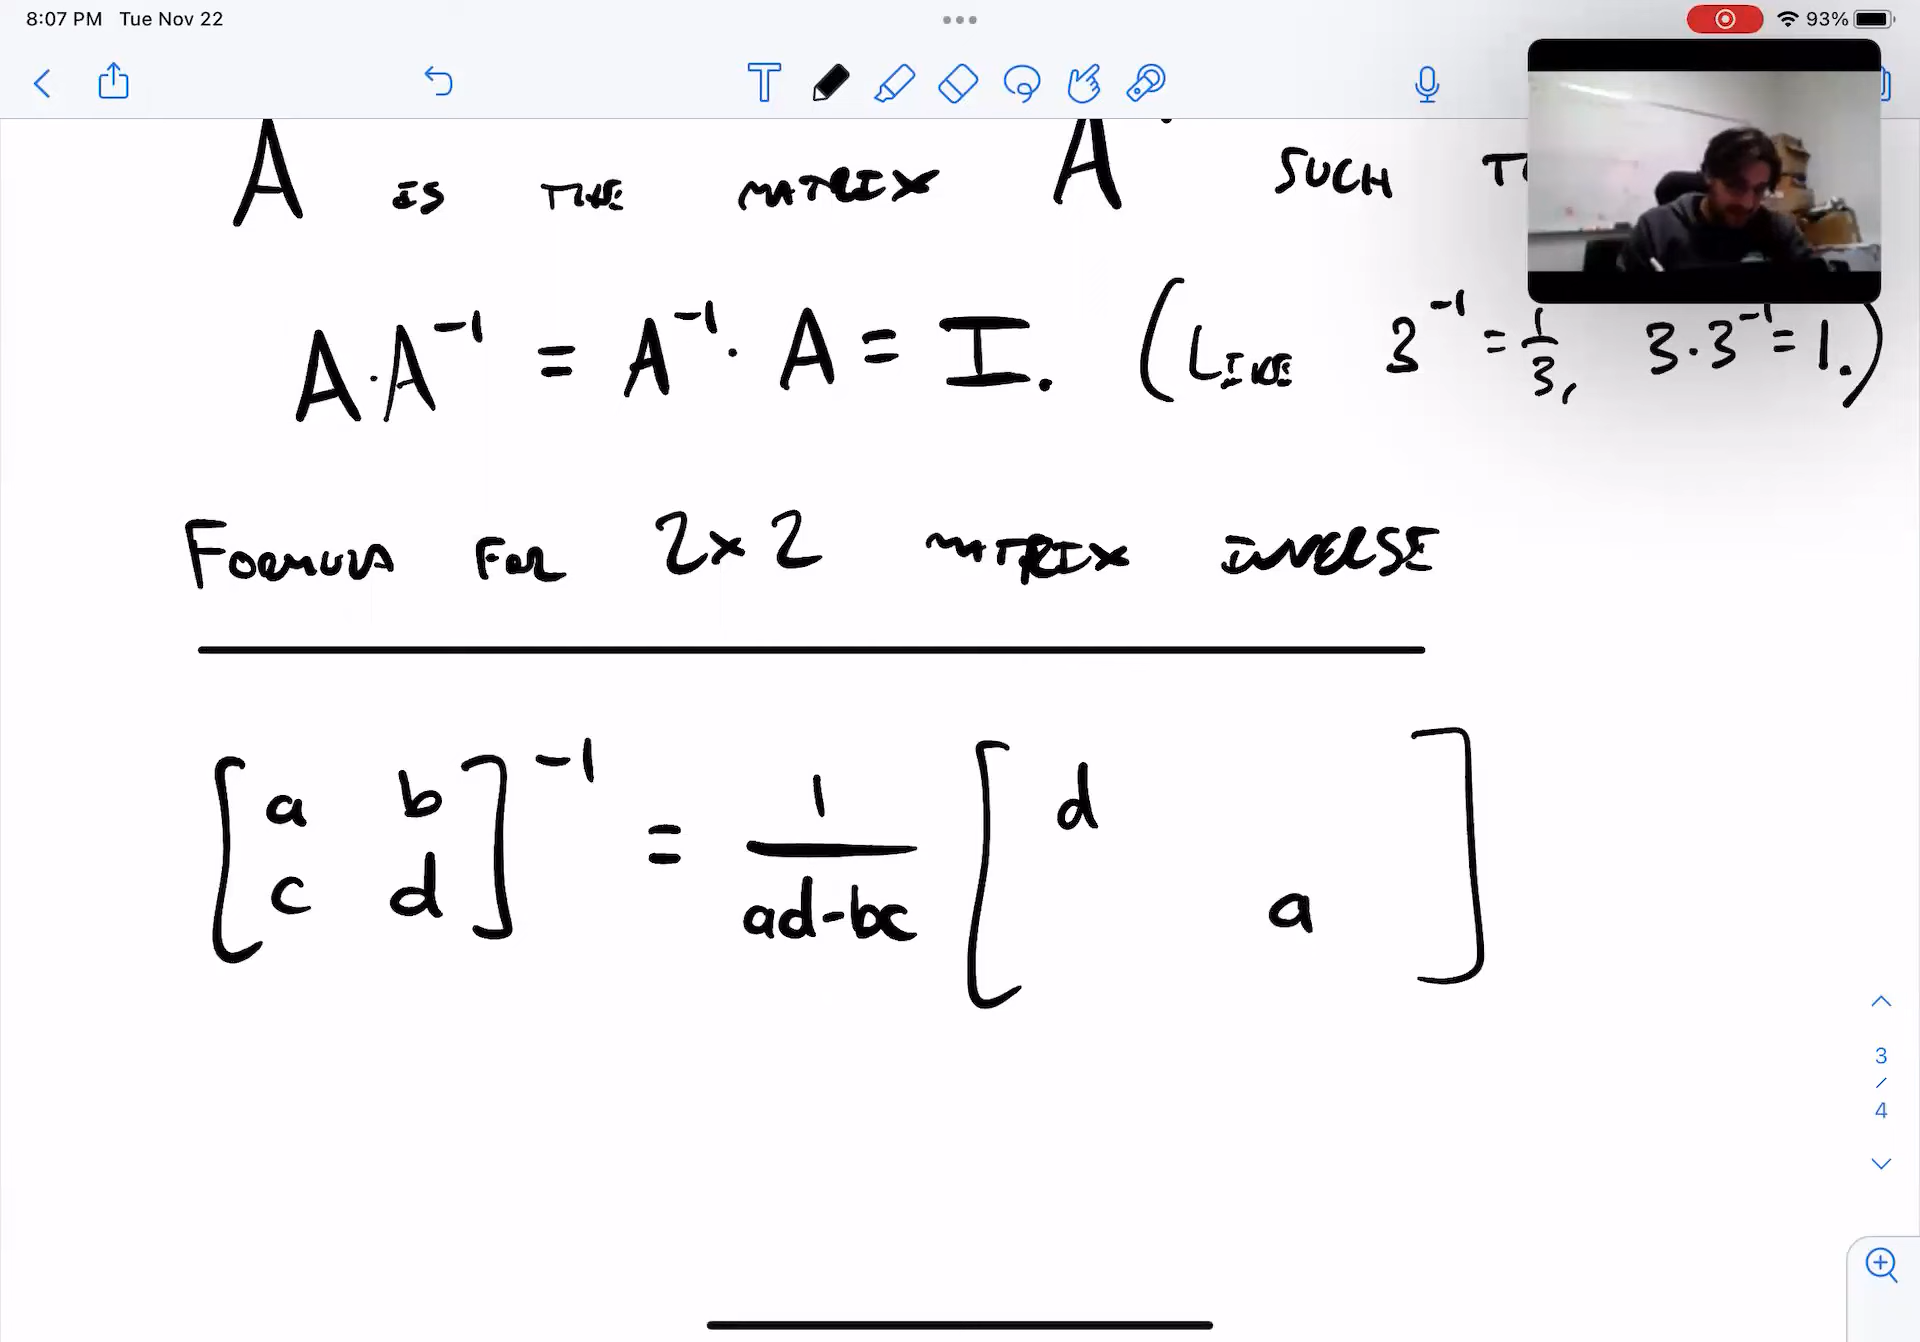 8:07 PM Tue Nov 22 93%
A IS THE MATRIX A SUCH
A·A⁻¹ = A⁻¹·A = I. (LIKE 3⁻¹ = 1/3, 3·3⁻¹ = 1.)
FORMULA FOR 2×2 MATRIX INVERSE
[a b]⁻¹ = 1 [d
[c d] ad-bc a]
3
/
4